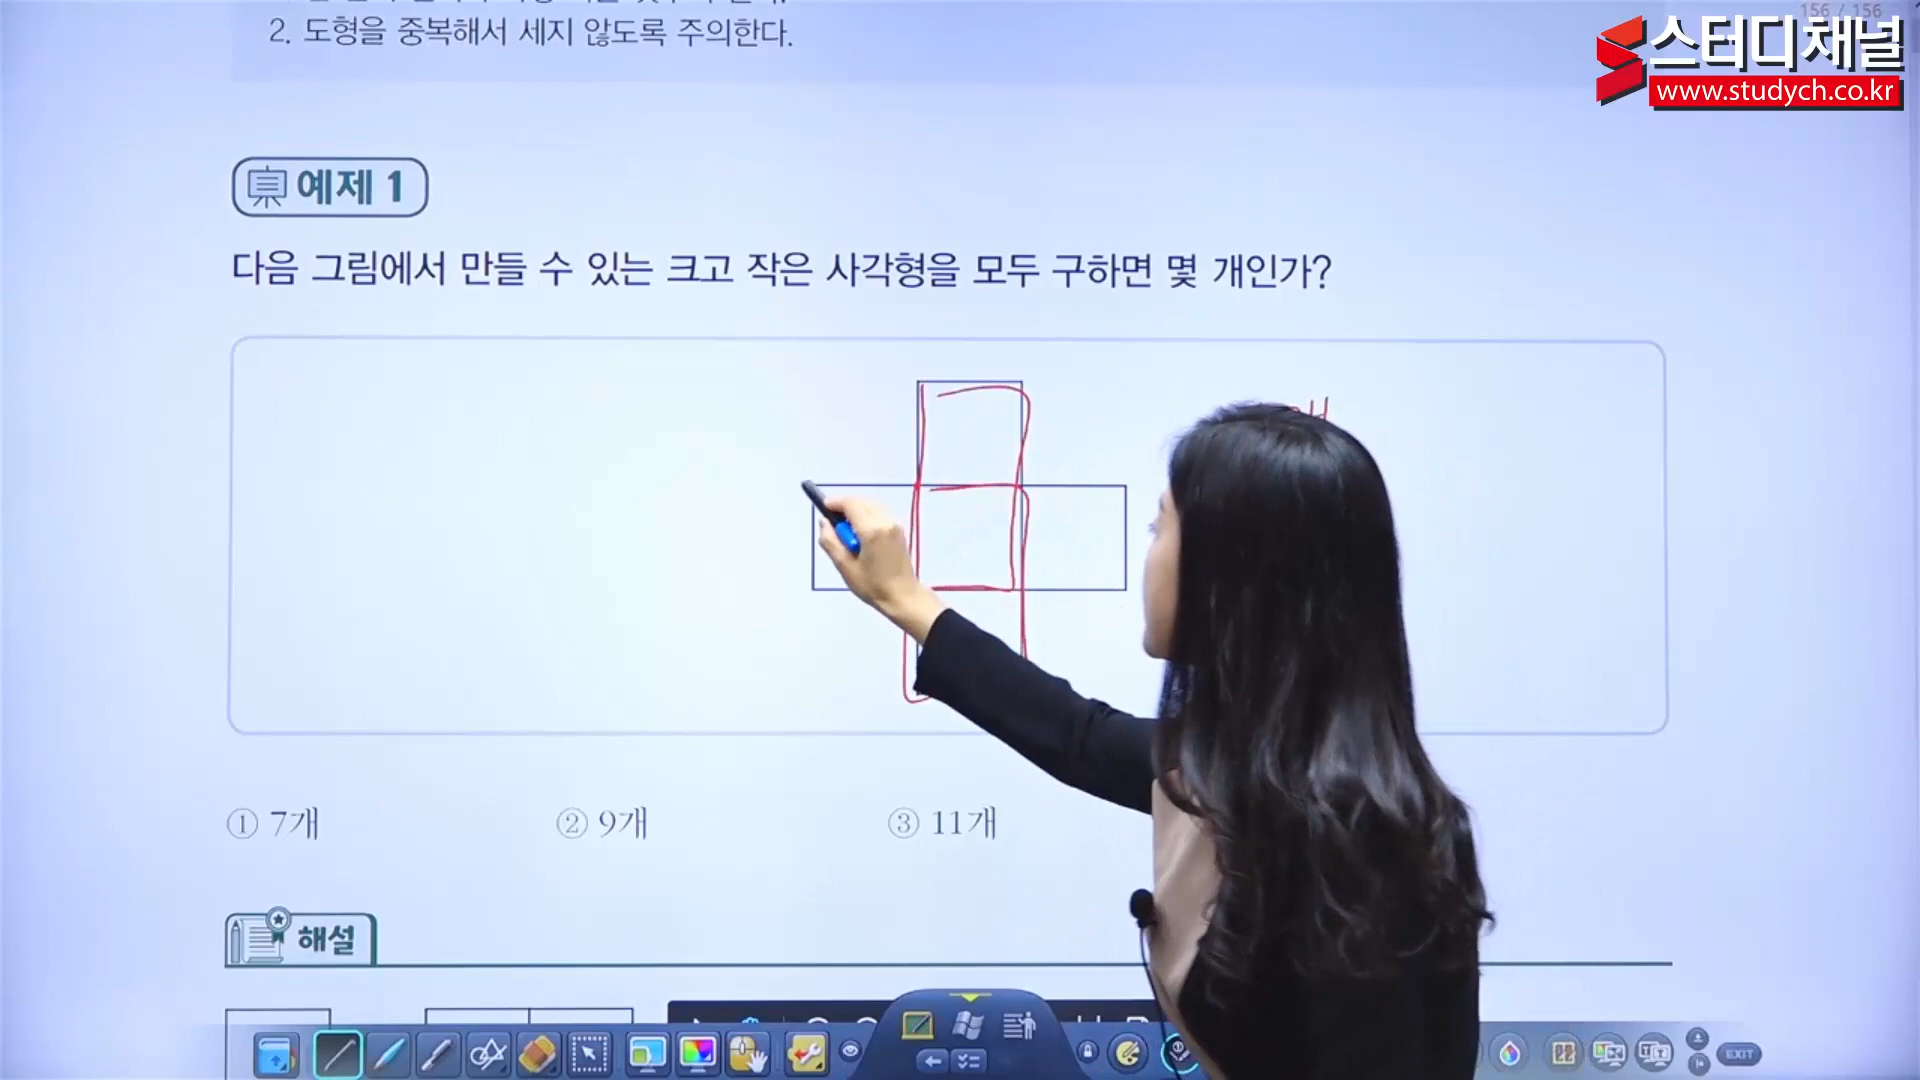 2. 도형을 중복해서 세지 않도록 주의한다.
156 / 156
스터디채널
www.studych.co.kr
예제 1
다음 그림에서 만들 수 있는 크고 작은 사각형을 모두 구하면 몇 개인가?
① 7개
② 9개
③ 11개
해설
EXIT